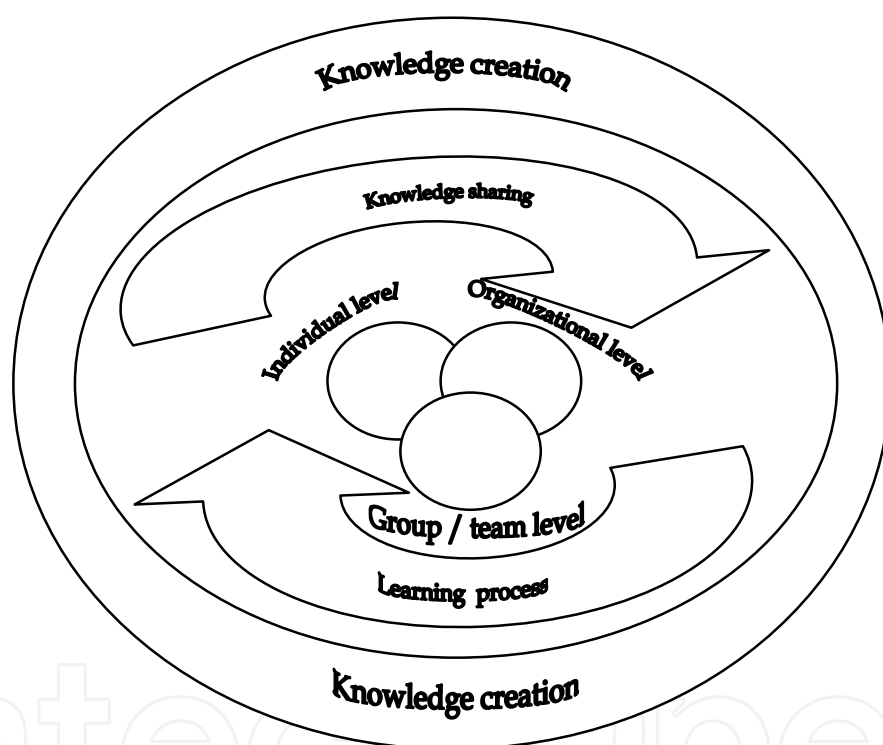 Knowledge creation
Knowledge sharing
Individual level
Organizational level
Group / team level
Learning process
Knowledge creation